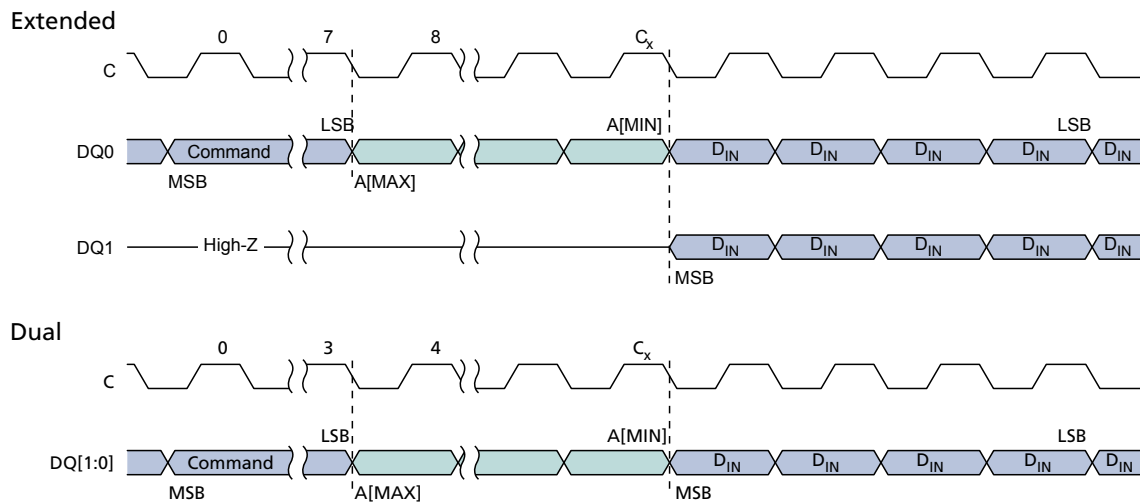 Extended
0 7 8 Cx
C
LSB A[MIN] LSB
DQ0 Command DIN DIN DIN DIN DIN
MSB A[MAX]
DQ1 High-Z DIN DIN DIN DIN DIN
MSB
Dual
0 3 4 Cx
C
LSB A[MIN] LSB
DQ[1:0] Command DIN DIN DIN DIN DIN
MSB A[MAX] MSB